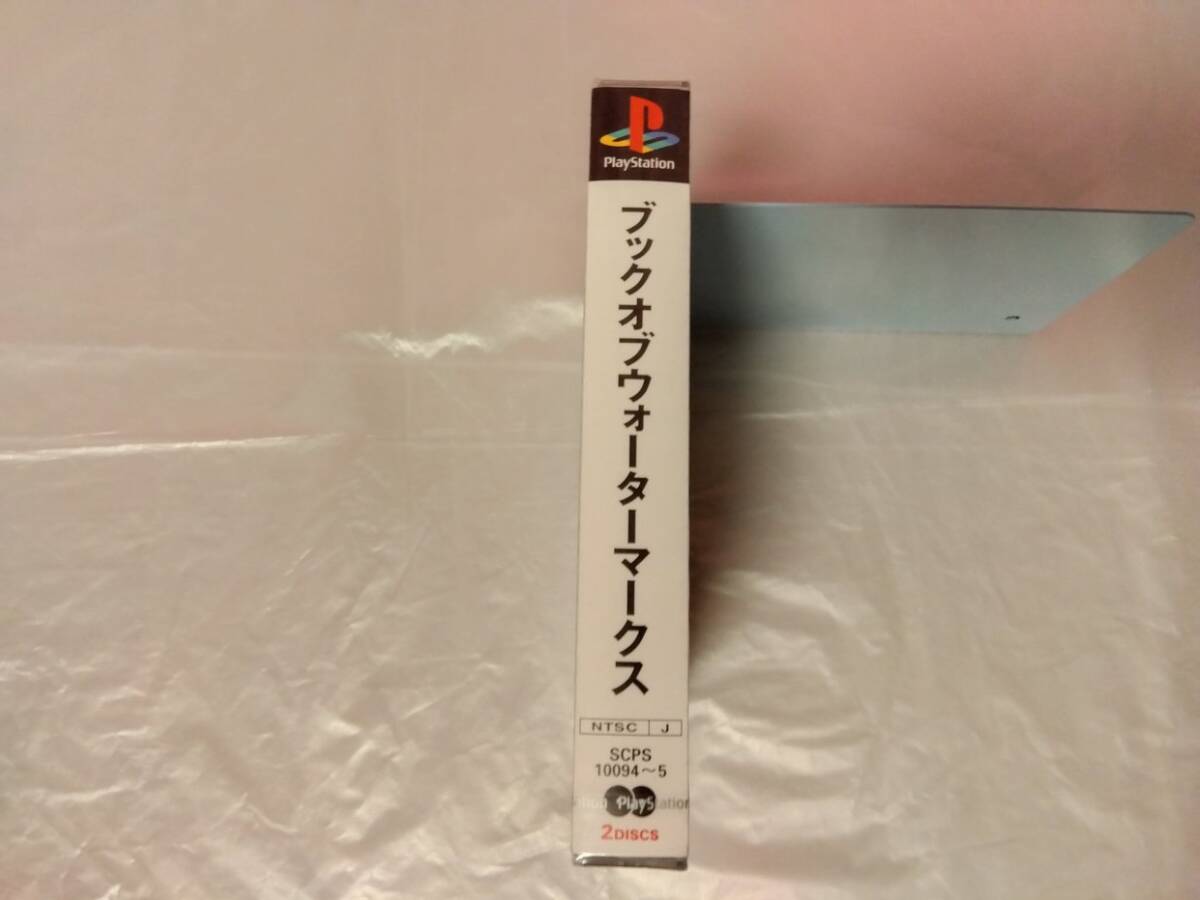 PlayStation
ブックオブウォーターマークス
NTSC J
SCPS
10094~5
PlayStation
2DISCS